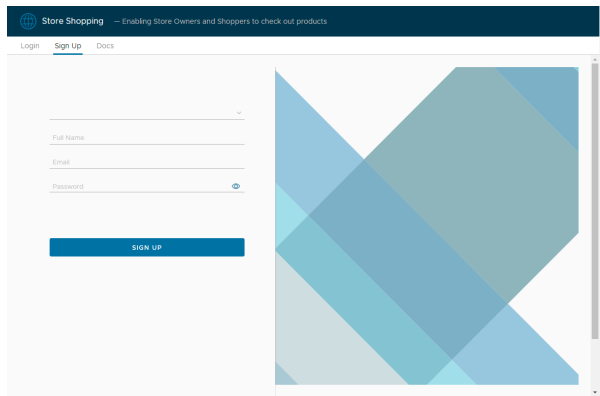 Store Shopping — Enabling Store Owners and Shoppers to check out products
Login Sign Up Docs
Full Name
Email
Password
SIGN UP